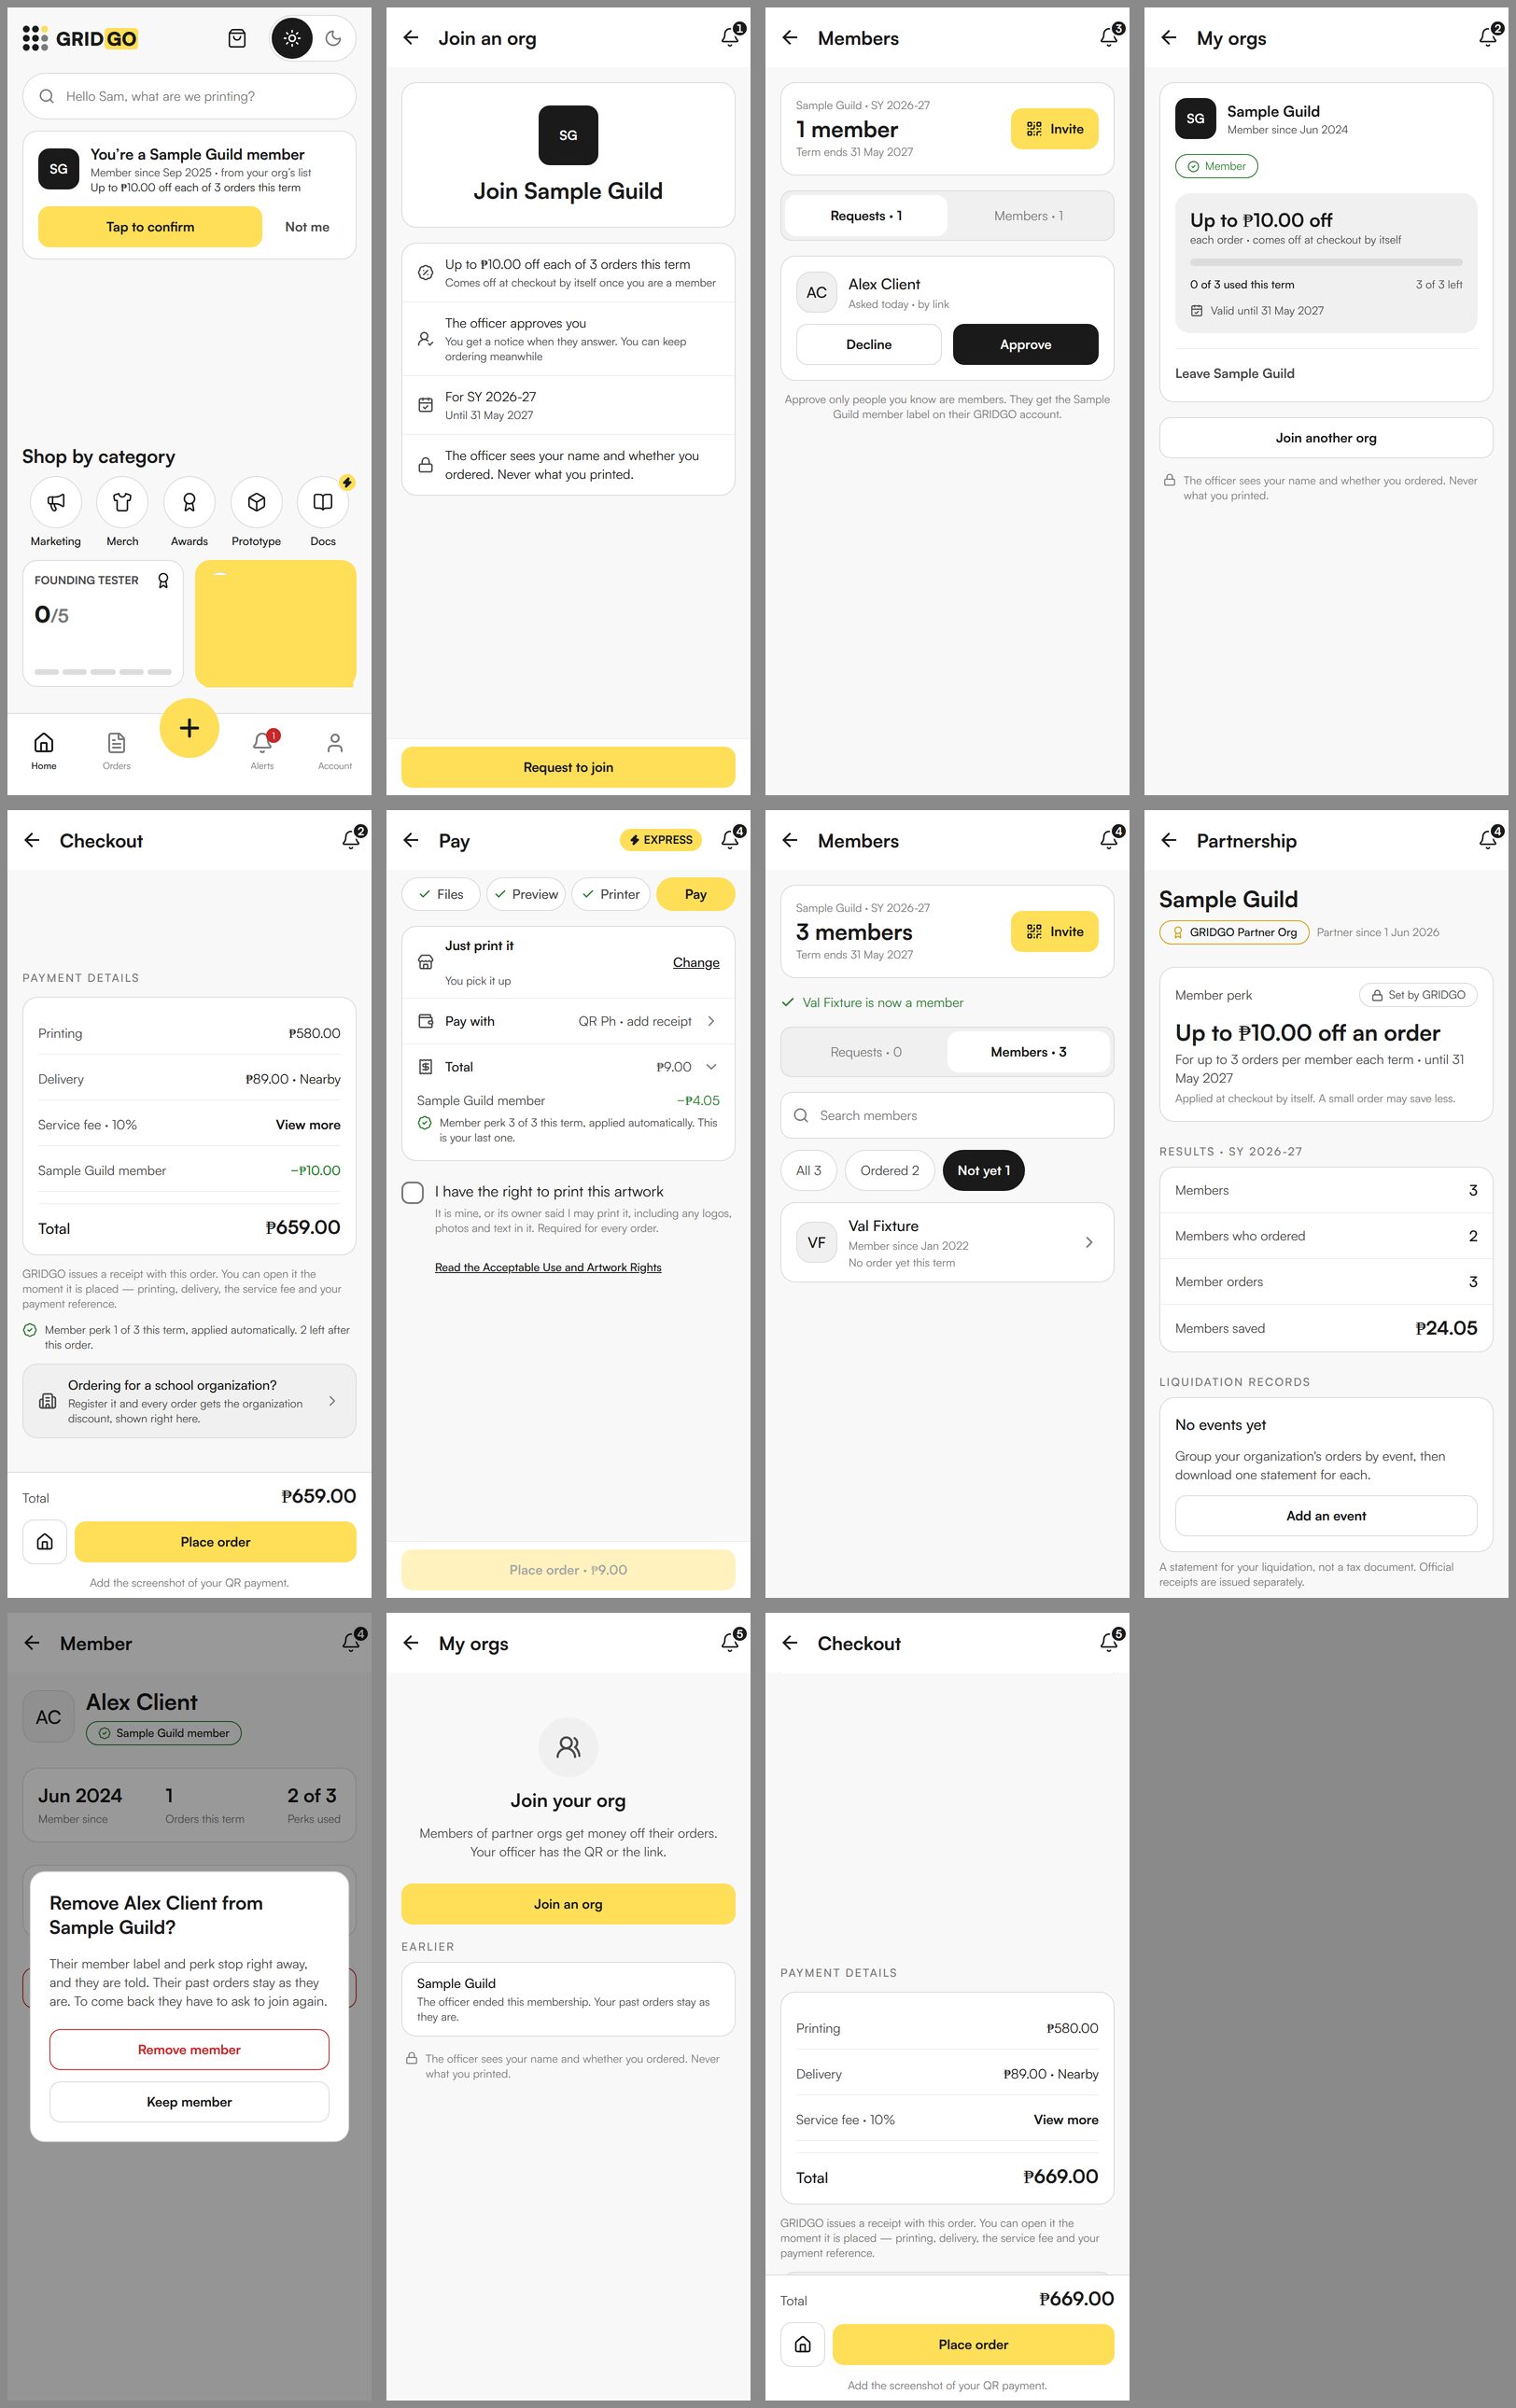 GRIDGO
Hello Sam, what are we printing?
SG
You're a Sample Guild member
Member since Sep 2025 · from your org's list
Up to ₱10.00 off each of 3 orders this term
Tap to confirm
Not me
Shop by category
Marketing
Merch
Awards
Prototype
Docs
FOUNDING TESTER
0/5
Home
Orders
1
Alerts
Account
Join an org
1
SG
Join Sample Guild
Up to ₱10.00 off each of 3 orders this term
Comes off at checkout by itself once you are a member
The officer approves you
You get a notice when they answer. You can keep
ordering meanwhile
For SY 2026-27
Until 31 May 2027
The officer sees your name and whether you
ordered. Never what you printed.
Request to join
Members
3
Sample Guild · SY 2026-27
1 member
Term ends 31 May 2027
Invite
Requests · 1
Members · 1
AC
Alex Client
Asked today · by link
Decline
Approve
Approve only people you know are members. They get the Sample
Guild member label on their GRIDGO account.
My orgs
2
SG
Sample Guild
Member since Jun 2024
Member
Up to ₱10.00 off
each order · comes off at checkout by itself
0 of 3 used this term
3 of 3 left
Valid until 31 May 2027
Leave Sample Guild
Join another org
The officer sees your name and whether you ordered. Never
what you printed.
Checkout
2
PAYMENT DETAILS
Printing
₱580.00
Delivery
₱89.00 · Nearby
Service fee · 10%
View more
Sample Guild member
−₱10.00
Total
₱659.00
GRIDGO issues a receipt with this order. You can open it the
moment it is placed — printing, delivery, the service fee and your
payment reference.
Member perk 1 of 3 this term, applied automatically. 2 left after
this order.
Ordering for a school organization?
Register it and every order gets the organization
discount, shown right here.
Total
₱659.00
Place order
Add the screenshot of your QR payment.
Pay
EXPRESS
4
Files
Preview
Printer
Pay
Just print it
You pick it up
Change
Pay with
QR Ph · add receipt
Total
₱9.00
Sample Guild member
−₱4.05
Member perk 3 of 3 this term, applied automatically. This
is your last one.
I have the right to print this artwork
It is mine, or its owner said I may print it, including any logos,
photos and text in it. Required for every order.
Read the Acceptable Use and Artwork Rights
Place order · ₱9.00
Members
4
Sample Guild · SY 2026-27
3 members
Term ends 31 May 2027
Invite
Val Fixture is now a member
Requests · 0
Members · 3
Search members
All 3
Ordered 2
Not yet 1
VF
Val Fixture
Member since Jan 2022
No order yet this term
Partnership
4
Sample Guild
GRIDGO Partner Org
Partner since 1 Jun 2026
Member perk
Set by GRIDGO
Up to ₱10.00 off an order
For up to 3 orders per member each term · until 31
May 2027
Applied at checkout by itself. A small order may save less.
RESULTS · SY 2026-27
Members
3
Members who ordered
2
Member orders
3
Members saved
₱24.05
LIQUIDATION RECORDS
No events yet
Group your organization's orders by event, then
download one statement for each.
Add an event
A statement for your liquidation, not a tax document. Official
receipts are issued separately.
Member
4
AC
Alex Client
Sample Guild member
Jun 2024
Member since
1
Orders this term
2 of 3
Perks used
Remove Alex Client from
Sample Guild?
Their member label and perk stop right away,
and they are told. Their past orders stay as they
are. To come back they have to ask to join again.
Remove member
Keep member
My orgs
5
Join your org
Members of partner orgs get money off their orders.
Your officer has the QR or the link.
Join an org
EARLIER
Sample Guild
The officer ended this membership. Your past orders stay as
they are.
The officer sees your name and whether you ordered. Never
what you printed.
Checkout
5
PAYMENT DETAILS
Printing
₱580.00
Delivery
₱89.00 · Nearby
Service fee · 10%
View more
Total
₱669.00
GRIDGO issues a receipt with this order. You can open it the
moment it is placed — printing, delivery, the service fee and your
payment reference.
Total
₱669.00
Place order
Add the screenshot of your QR payment.